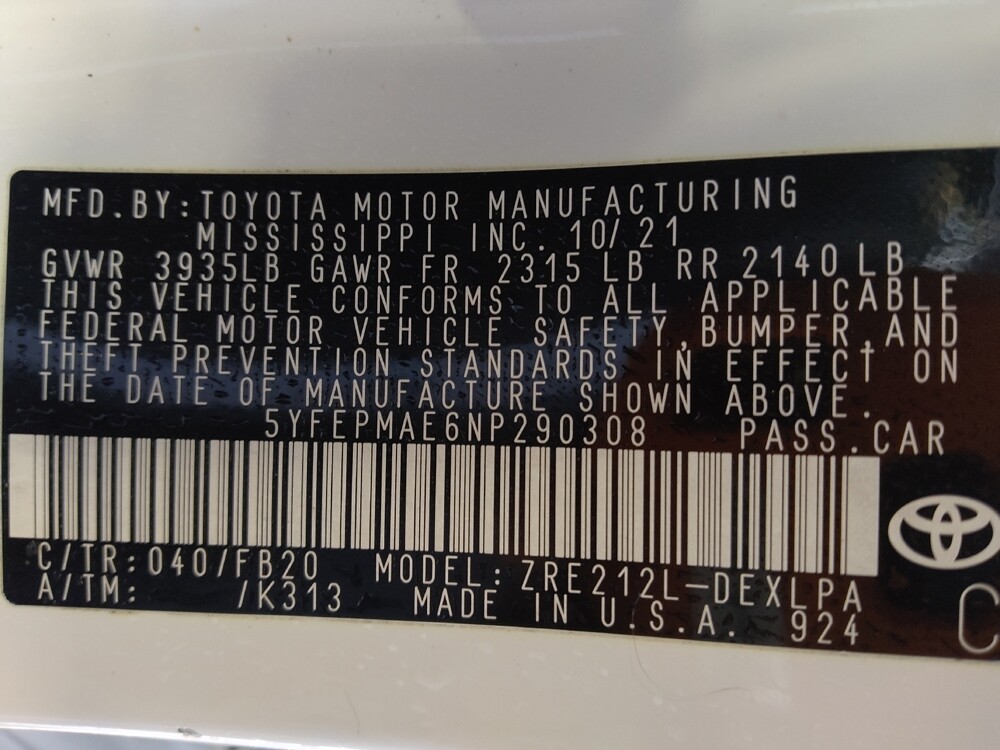 MFD.BY:TOYOTA MOTOR MANUFACTURING
MISSISSIPPI INC. 10/21
GVWR 3935LB GAWR FR 2315 LB RR 2140 LB
THIS VEHICLE CONFORMS TO ALL APPLICABLE
FEDERAL MOTOR VEHICLE SAFETY,BUMPER,AND
THEFT PREVENTION STANDARDS IN EFFECT ON
THE DATE OF MANUFACTURE SHOWN ABOVE.
5YFEPMAE6NP290308 PASS.CAR
C/TR:040/FB20 MODEL:ZRE212L-DEXLPA
A/TM: /K313 MADE IN U.S.A. 924
C